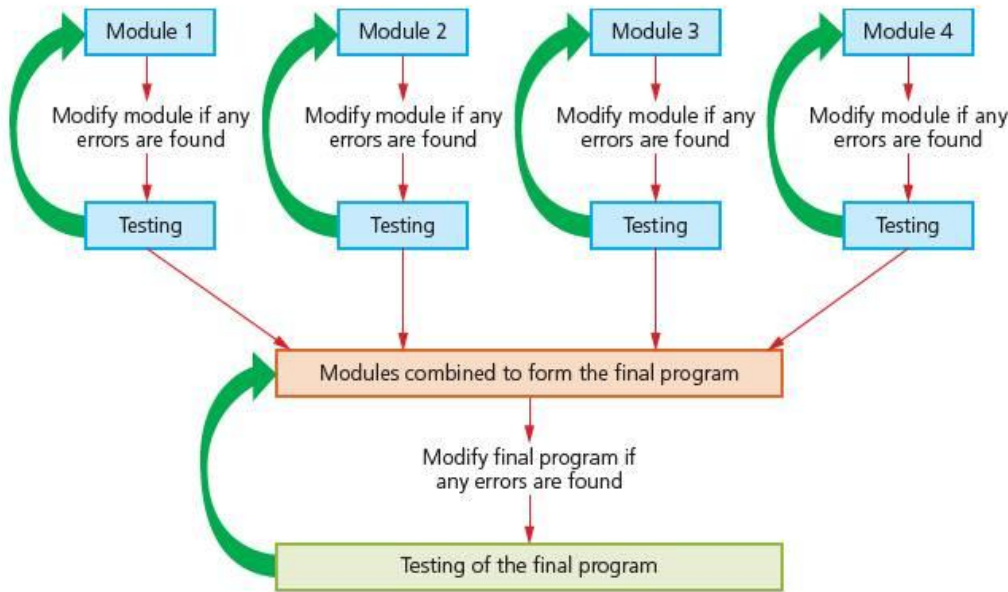 Module 1
Module 2
Module 3
Module 4
Modify module if any
errors are found
Modify module if any
errors are found
Modify module if any
errors are found
Modify module if any
errors are found
Testing
Testing
Testing
Testing
Modules combined to form the final program
Modify final program if
any errors are found
Testing of the final program